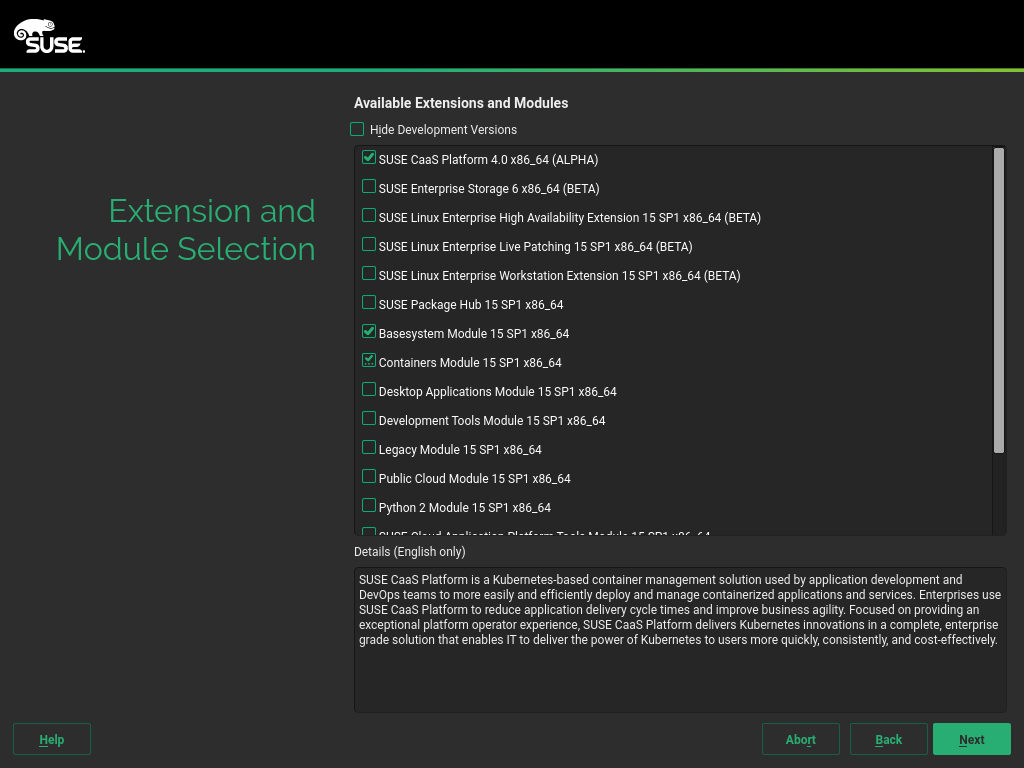 SUSE.
Extension and
Module Selection
Available Extensions and Modules
Hide Development Versions
SUSE CaaS Platform 4.0 x86_64 (ALPHA)
SUSE Enterprise Storage 6 x86_64 (BETA)
SUSE Linux Enterprise High Availability Extension 15 SP1 x86_64 (BETA)
SUSE Linux Enterprise Live Patching 15 SP1 x86_64 (BETA)
SUSE Linux Enterprise Workstation Extension 15 SP1 x86_64 (BETA)
SUSE Package Hub 15 SP1 x86_64
Basesystem Module 15 SP1 x86_64
Containers Module 15 SP1 x86_64
Desktop Applications Module 15 SP1 x86_64
Development Tools Module 15 SP1 x86_64
Legacy Module 15 SP1 x86_64
Public Cloud Module 15 SP1 x86_64
Python 2 Module 15 SP1 x86_64
SUSE Cloud Application Platform Tools Module 15 SP1 x86_64
Details (English only)
SUSE CaaS Platform is a Kubernetes-based container management solution used by application development and
DevOps teams to more easily and efficiently deploy and manage containerized applications and services. Enterprises use
SUSE CaaS Platform to reduce application delivery cycle times and improve business agility. Focused on providing an
exceptional platform operator experience, SUSE CaaS Platform delivers Kubernetes innovations in a complete, enterprise
grade solution that enables IT to deliver the power of Kubernetes to users more quickly, consistently, and cost-effectively.
Help
Abort
Back
Next